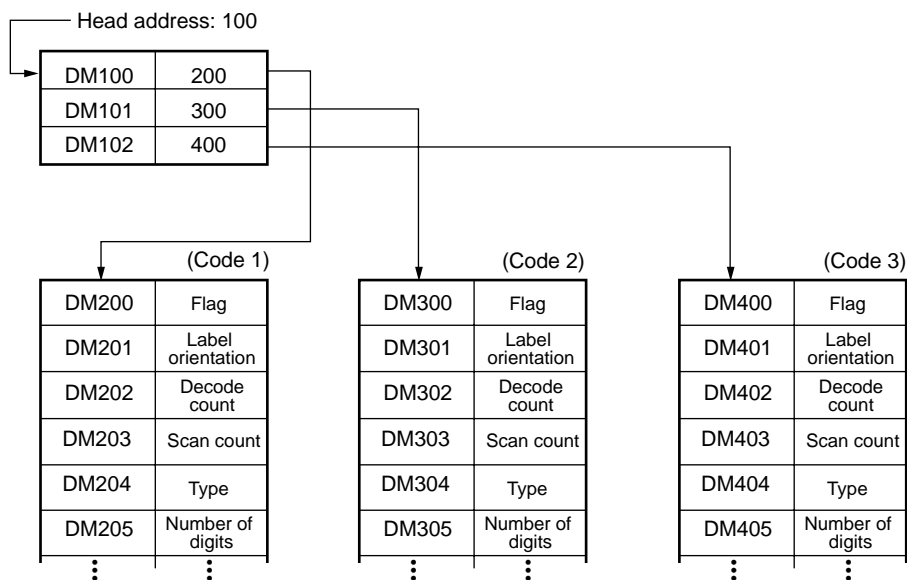 Head address: 100
DM100 200
DM101 300
DM102 400
(Code 1)
DM200 Flag
DM201 Label orientation
DM202 Decode count
DM203 Scan count
DM204 Type
DM205 Number of digits
(Code 2)
DM300 Flag
DM301 Label orientation
DM302 Decode count
DM303 Scan count
DM304 Type
DM305 Number of digits
(Code 3)
DM400 Flag
DM401 Label orientation
DM402 Decode count
DM403 Scan count
DM404 Type
DM405 Number of digits